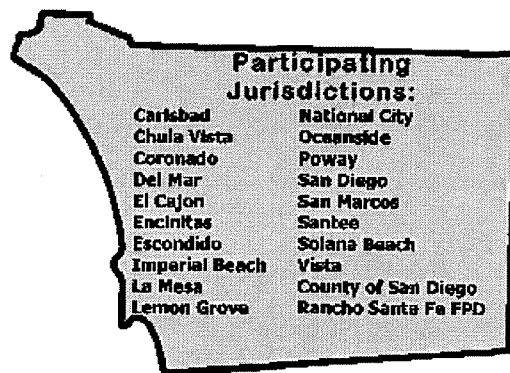 Participating
Jurisdictions:
Carlsbad
Chula Vista
Coronado
Del Mar
El Cajon
Encinitas
Escondido
Imperial Beach
La Mesa
Lemon Grove
National City
Oceanside
Poway
San Diego
San Marcos
Santee
Solana Beach
Vista
County of San Diego
Rancho Santa Fe FPD